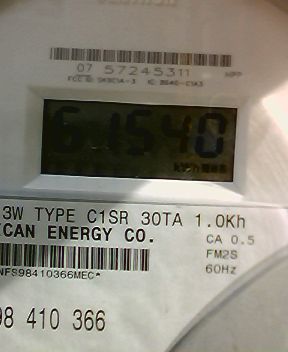 07 57245311
61540
3W TYPE C1SR 30TA 1.0Kh
CAN ENERGY CO.
CA 0.5
FM2S
60Hz
NFS98410366MEC*
98 410 366